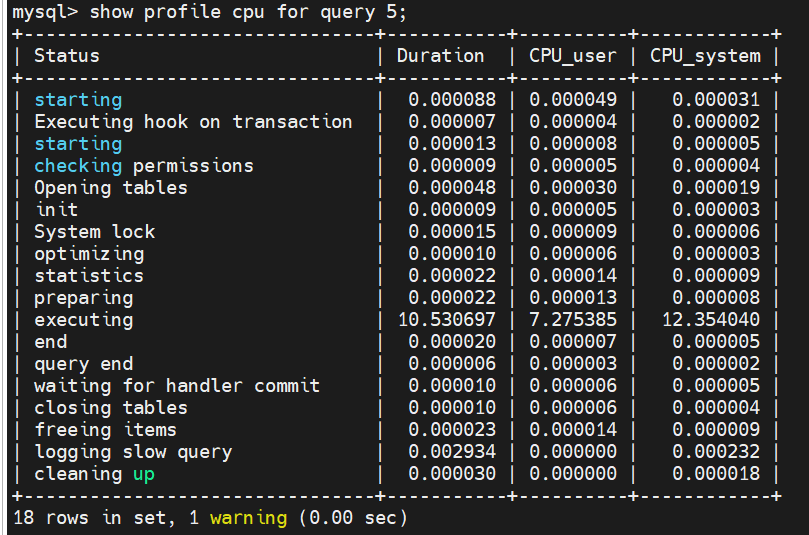 mysql> show profile cpu for query 5;
+--------------------------------+-----------+----------+------------+
| Status                         | Duration  | CPU_user | CPU_system |
+--------------------------------+-----------+----------+------------+
| starting                       |  0.000088 | 0.000049 |   0.000031 |
| Executing hook on transaction  |  0.000007 | 0.000004 |   0.000002 |
| starting                       |  0.000013 | 0.000008 |   0.000005 |
| checking permissions           |  0.000009 | 0.000005 |   0.000004 |
| Opening tables                 |  0.000048 | 0.000030 |   0.000019 |
| init                           |  0.000009 | 0.000005 |   0.000003 |
| System lock                    |  0.000015 | 0.000009 |   0.000006 |
| optimizing                     |  0.000010 | 0.000006 |   0.000003 |
| statistics                     |  0.000022 | 0.000014 |   0.000009 |
| preparing                      |  0.000022 | 0.000013 |   0.000008 |
| executing                      | 10.530697 | 7.275385 |  12.354040 |
| end                            |  0.000020 | 0.000007 |   0.000005 |
| query end                      |  0.000006 | 0.000003 |   0.000002 |
| waiting for handler commit     |  0.000010 | 0.000006 |   0.000005 |
| closing tables                 |  0.000010 | 0.000006 |   0.000004 |
| freeing items                  |  0.000023 | 0.000014 |   0.000009 |
| logging slow query             |  0.002934 | 0.000000 |   0.000232 |
| cleaning up                    |  0.000030 | 0.000000 |   0.000018 |
+--------------------------------+-----------+----------+------------+
18 rows in set, 1 warning (0.00 sec)